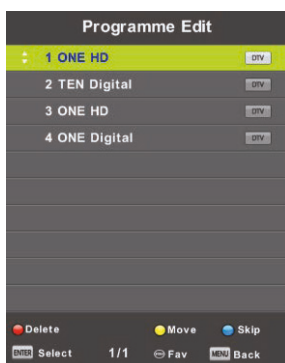 Programme Edit
1 ONE HD DTV
2 TEN Digital DTV
3 ONE HD DTV
4 ONE Digital DTV
Delete Move Skip
ENTER Select 1/1 Fav MENU Back